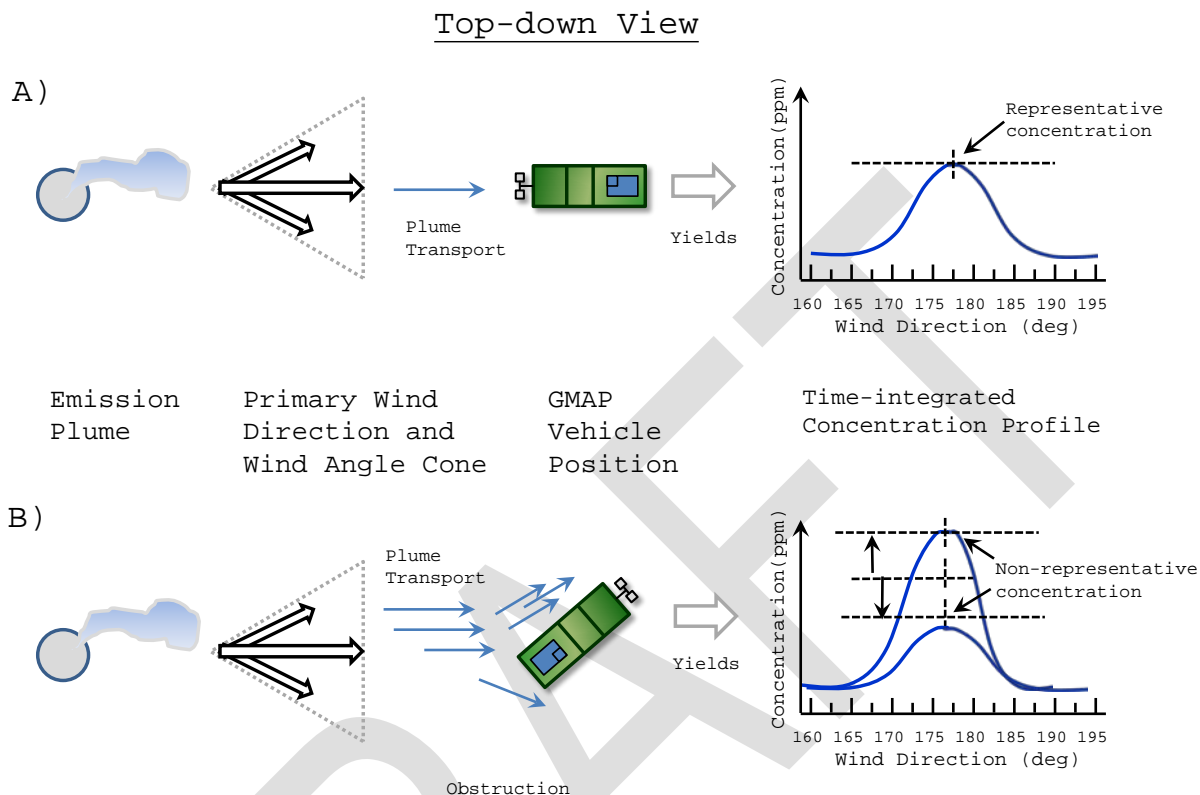 Top-down View
A)
Concentration(ppm)
Representative
concentration
Plume
Transport
Yields
160 165 170 175 180 185 190 195
Wind Direction (deg)
Emission
Plume
Primary Wind
Direction and
Wind Angle Cone
GMAP
Vehicle
Position
Time-integrated
Concentration Profile
B)
Concentration(ppm)
Plume
Transport
Non-representative
concentration
Yields
160 165 170 175 180 185 190 195
Wind Direction (deg)
Obstruction
DRAFT